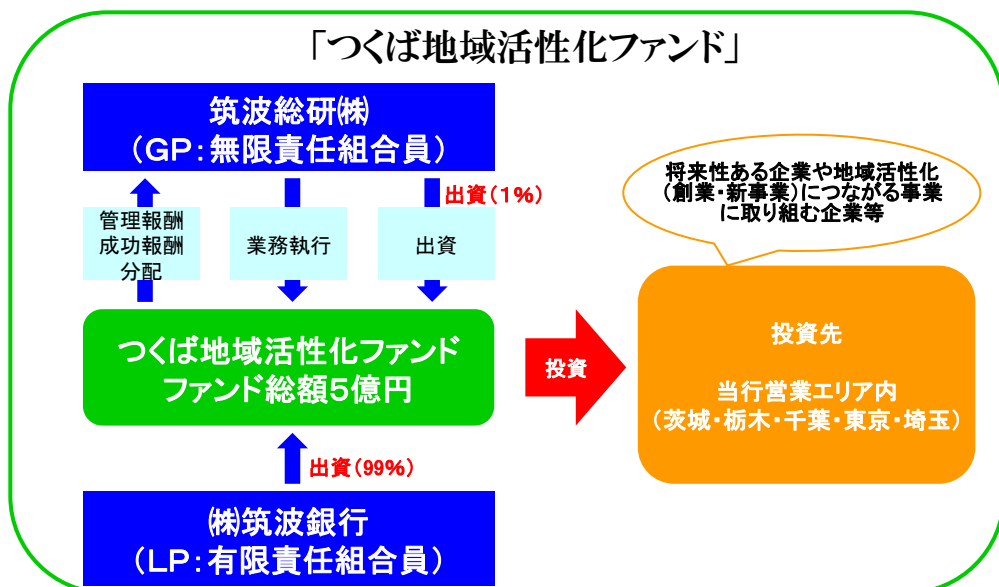 「つくば地域活性化ファンド」
筑波総研㈱
（GP：無限責任組合員）
出資（1%）
管理報酬
成功報酬
分配
業務執行
出資
将来性ある企業や地域活性化
（創業・新事業）につながる事業
に取り組む企業等
つくば地域活性化ファンド
ファンド総額5億円
投資
投資先
当行営業エリア内
（茨城・栃木・千葉・東京・埼玉）
出資（99%）
㈱筑波銀行
（LP：有限責任組合員）